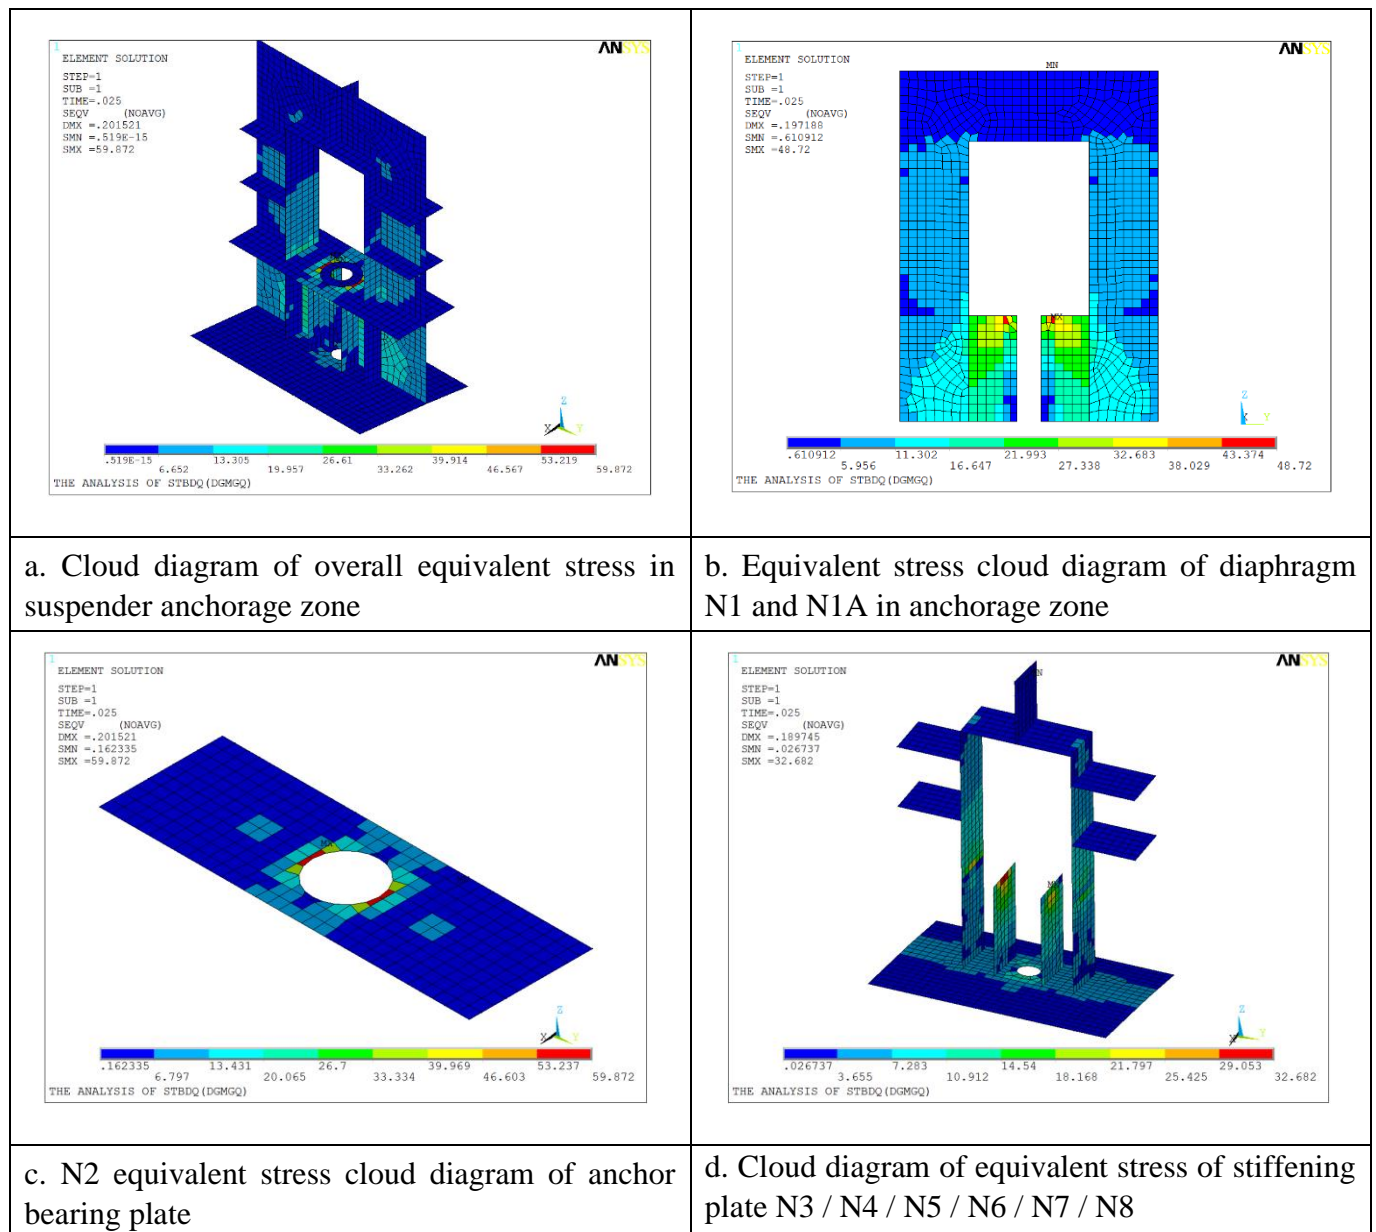 1
ANSYS
ELEMENT SOLUTION
STEP=1
SUB =1
TIME=.025
SEQV (NOAVG)
DMX =.201521
SMN =.519E-15
SMX =59.872
Z
X Y
.519E-15 13.305 26.61 39.914 53.219
6.652 19.957 33.262 46.567 59.872
THE ANALYSIS OF STBDQ(DGMGQ)
1
ANSYS
ELEMENT SOLUTION
STEP=1
SUB =1
TIME=.025
SEQV (NOAVG)
DMX =.197188
SMN =.610912
SMX =48.72
MN
MX
Z
X Y
.610912 11.302 21.993 32.683 43.374
5.956 16.647 27.338 38.029 48.72
THE ANALYSIS OF STBDQ(DGMGQ)
a. Cloud diagram of overall equivalent stress in
suspender anchorage zone
b. Equivalent stress cloud diagram of diaphragm
N1 and N1A in anchorage zone
1
ANSYS
ELEMENT SOLUTION
STEP=1
SUB =1
TIME=.025
SEQV (NOAVG)
DMX =.201521
SMN =.162335
SMX =59.872
MX
Z
X Y
.162335 13.431 26.7 39.969 53.237
6.797 20.065 33.334 46.603 59.872
THE ANALYSIS OF STBDQ(DGMGQ)
1
ANSYS
ELEMENT SOLUTION
STEP=1
SUB =1
TIME=.025
SEQV (NOAVG)
DMX =.189745
SMN =.026737
SMX =32.682
Z
X Y
.026737 7.283 14.54 21.797 29.053
3.655 10.912 18.168 25.425 32.682
THE ANALYSIS OF STBDQ(DGMGQ)
c. N2 equivalent stress cloud diagram of anchor
bearing plate
d. Cloud diagram of equivalent stress of stiffening
plate N3 / N4 / N5 / N6 / N7 / N8